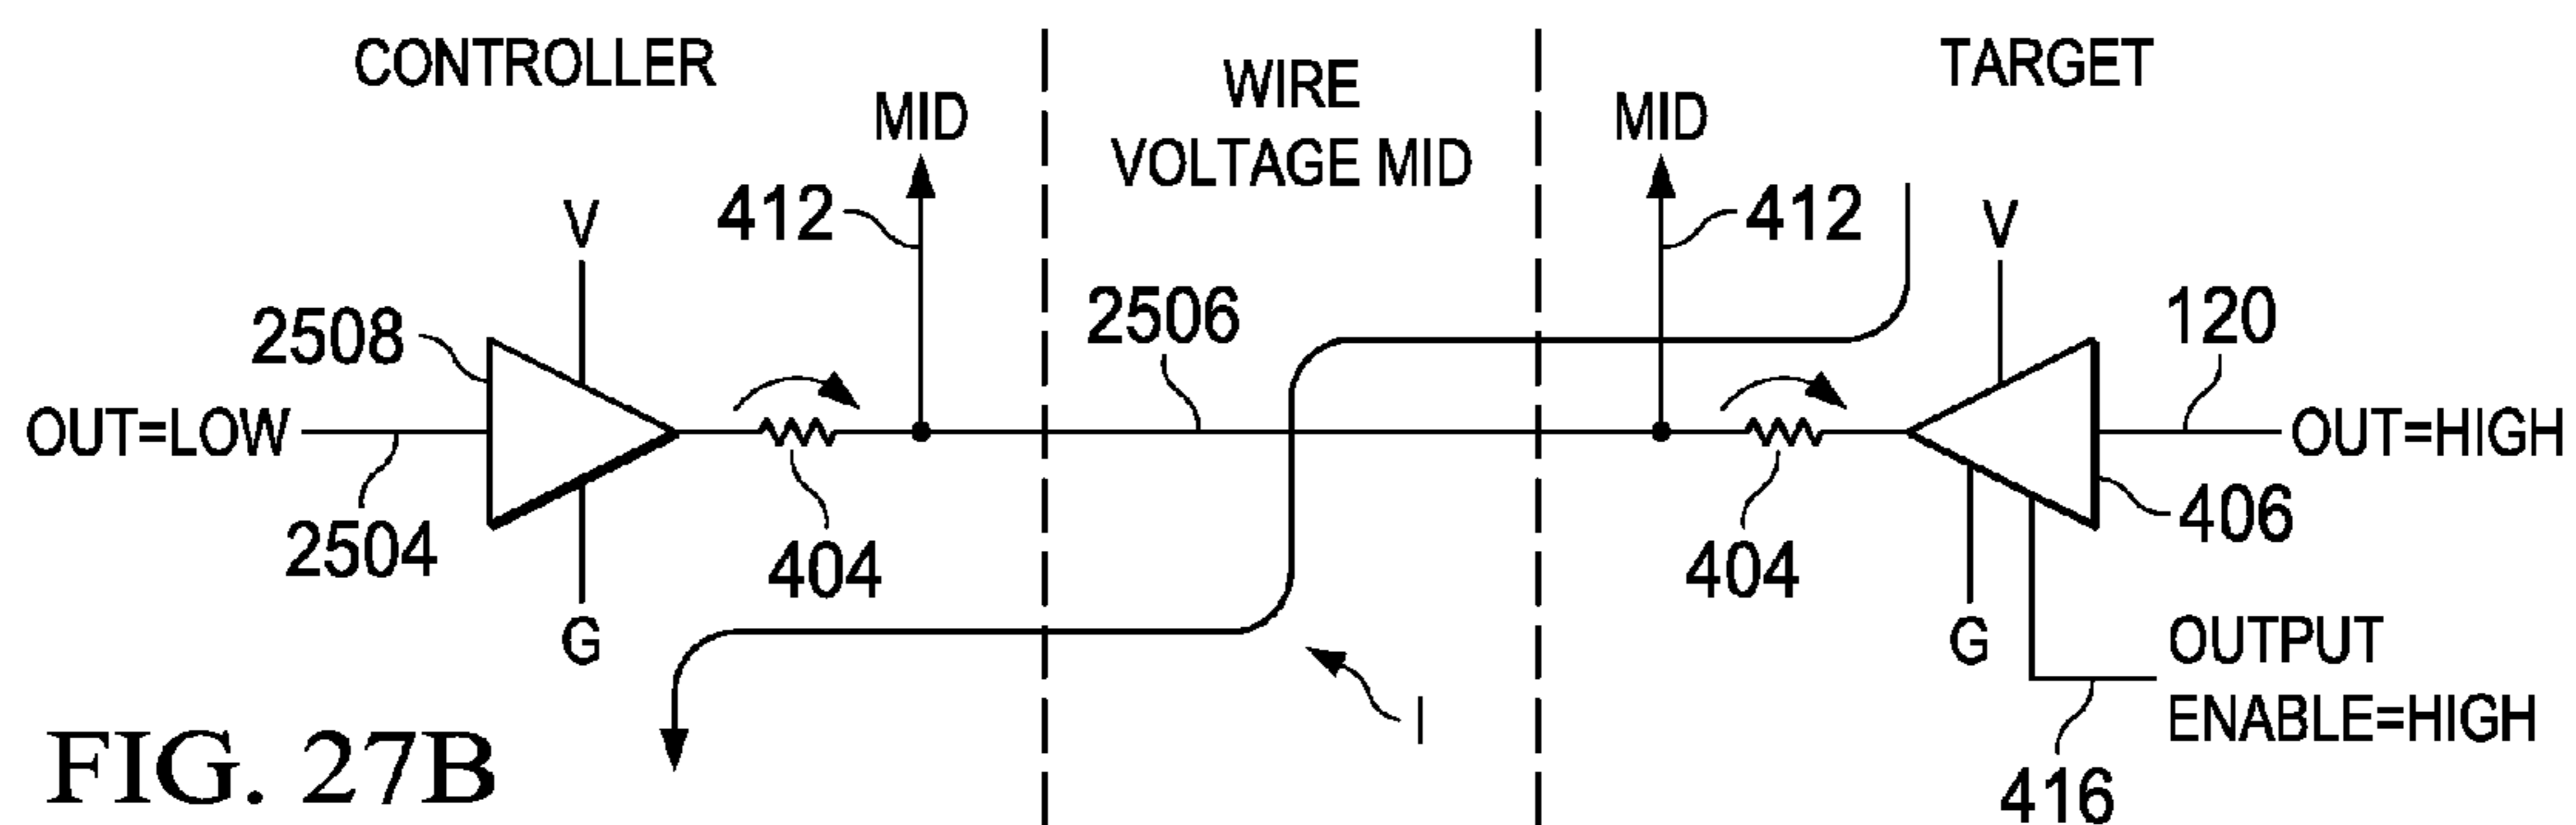 CONTROLLER
WIRE
VOLTAGE MID
TARGET
MID
MID
412
412
V
V
2508
2506
120
OUT=LOW
OUT=HIGH
2504
404
404
406
G
G
OUTPUT
ENABLE=HIGH
I
416
FIG. 27B